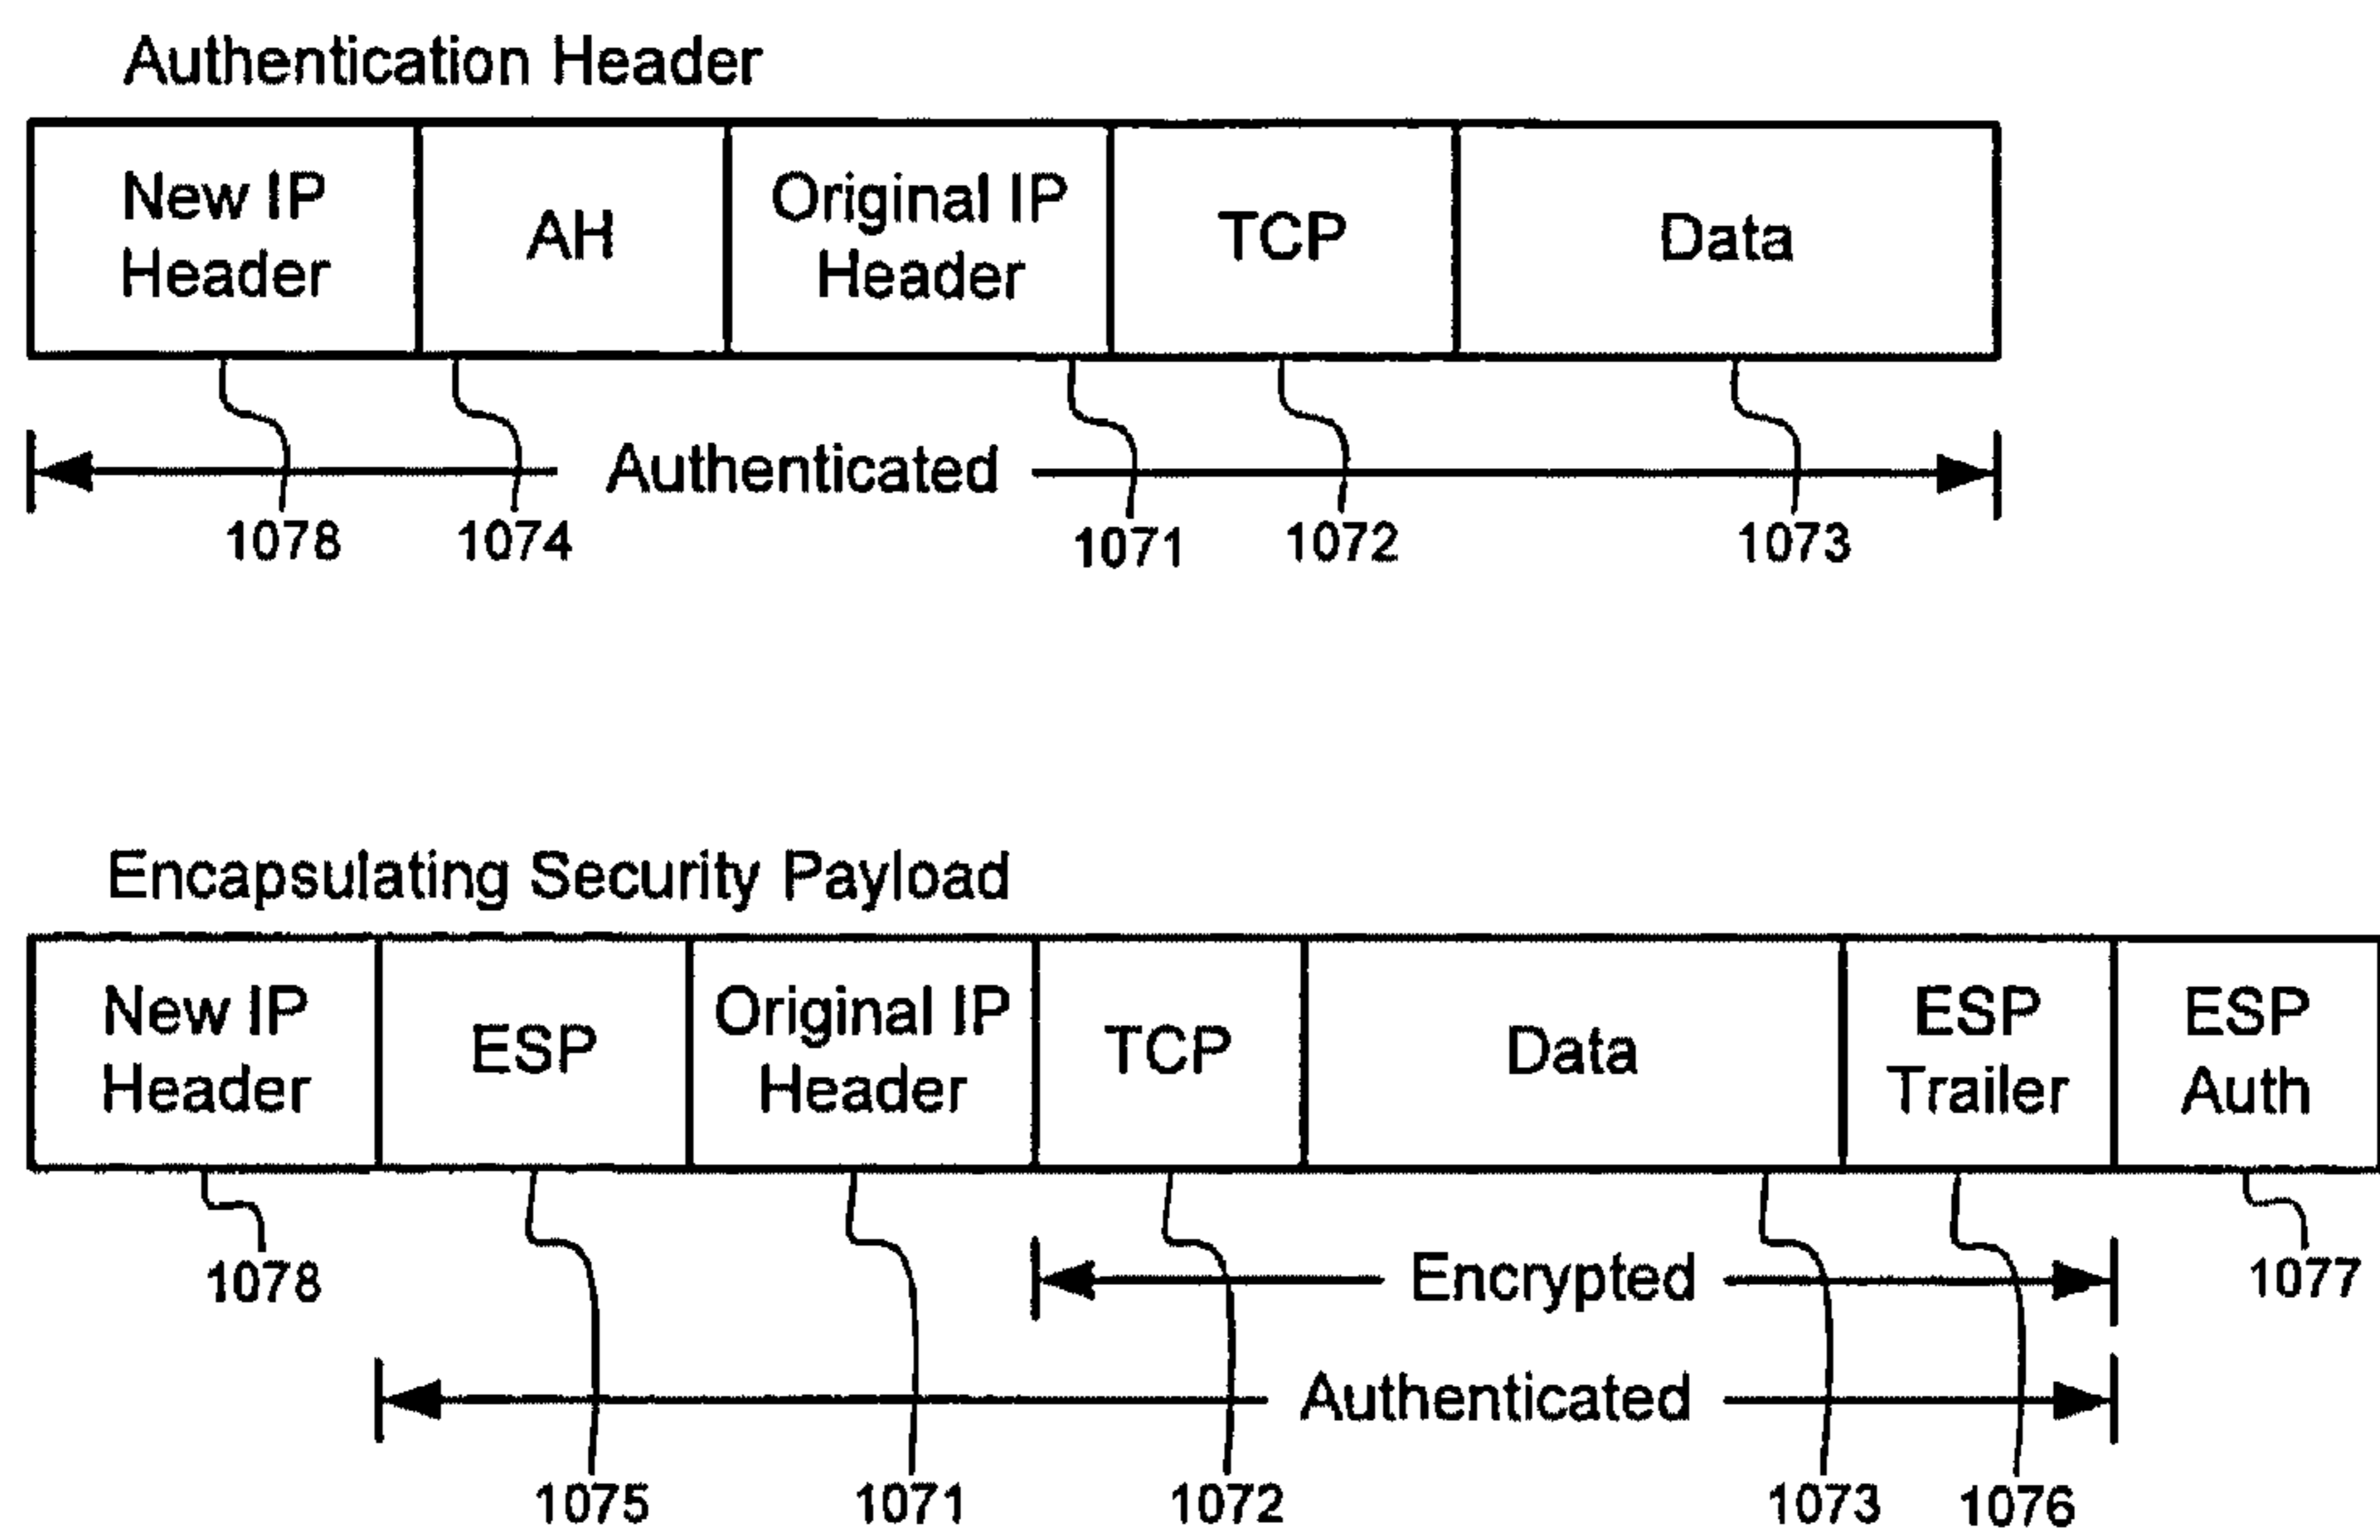 Authentication Header
New IP
Header
AH
Original IP
Header
TCP
Data
Authenticated
1078
1074
1071
1072
1073
Encapsulating Security Payload
New IP
Header
ESP
Original IP
Header
TCP
Data
ESP
Trailer
ESP
Auth
1078
Encrypted
1077
Authenticated
1075
1071
1072
1073
1076